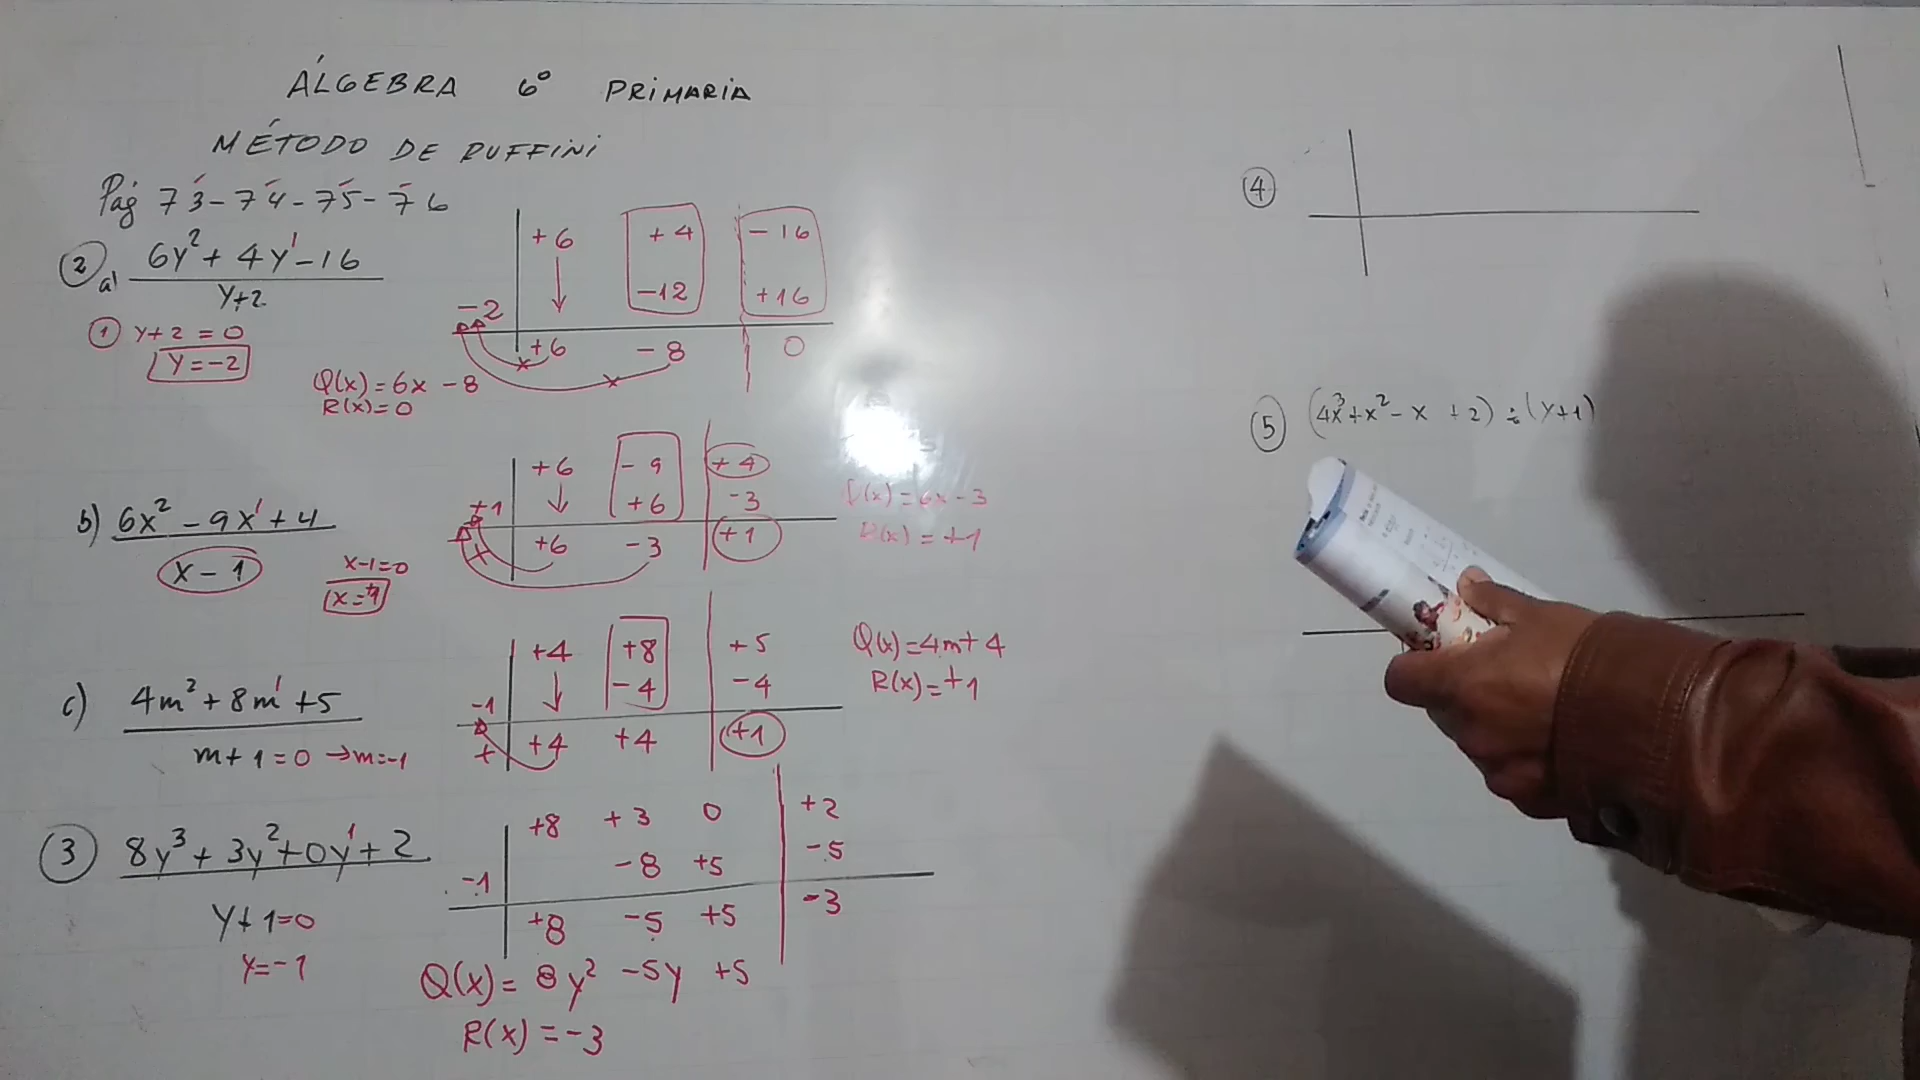 ÁLGEBRA 6° PRIMARIA
MÉTODO DE RUFFINI
Pág 73-74-75-76
② a) 6y² + 4y¹ - 16
y+2
① y+2 = 0
y = -2
+6 +4 -16
-12 +16
-2
+6 -8 0
Q(x) = 6x - 8
R(x) = 0
b) 6x² - 9x¹ + 4
x - 1
x-1=0
x=+1
+6 -9 +4
+1 +6 -3
+6 -3 +1
(x) = 6x - 3
R(x) = +1
c) 4m² + 8m¹ + 5
m + 1 = 0 → m=-1
+4 +8 +5
-4 -4
-1
+4 +4 +1
Q(x) = 4m + 4
R(x) = +1
③ 8y³ + 3y² + 0y¹ + 2
y + 1 = 0
y = -1
+8 +3 0 +2
-8 +5 -5
-1
+8 -5 +5 -3
Q(x) = 8y² - 5y + 5
R(x) = -3
④
⑤ (4x³ + x² - x + 2) ÷ (y+1)